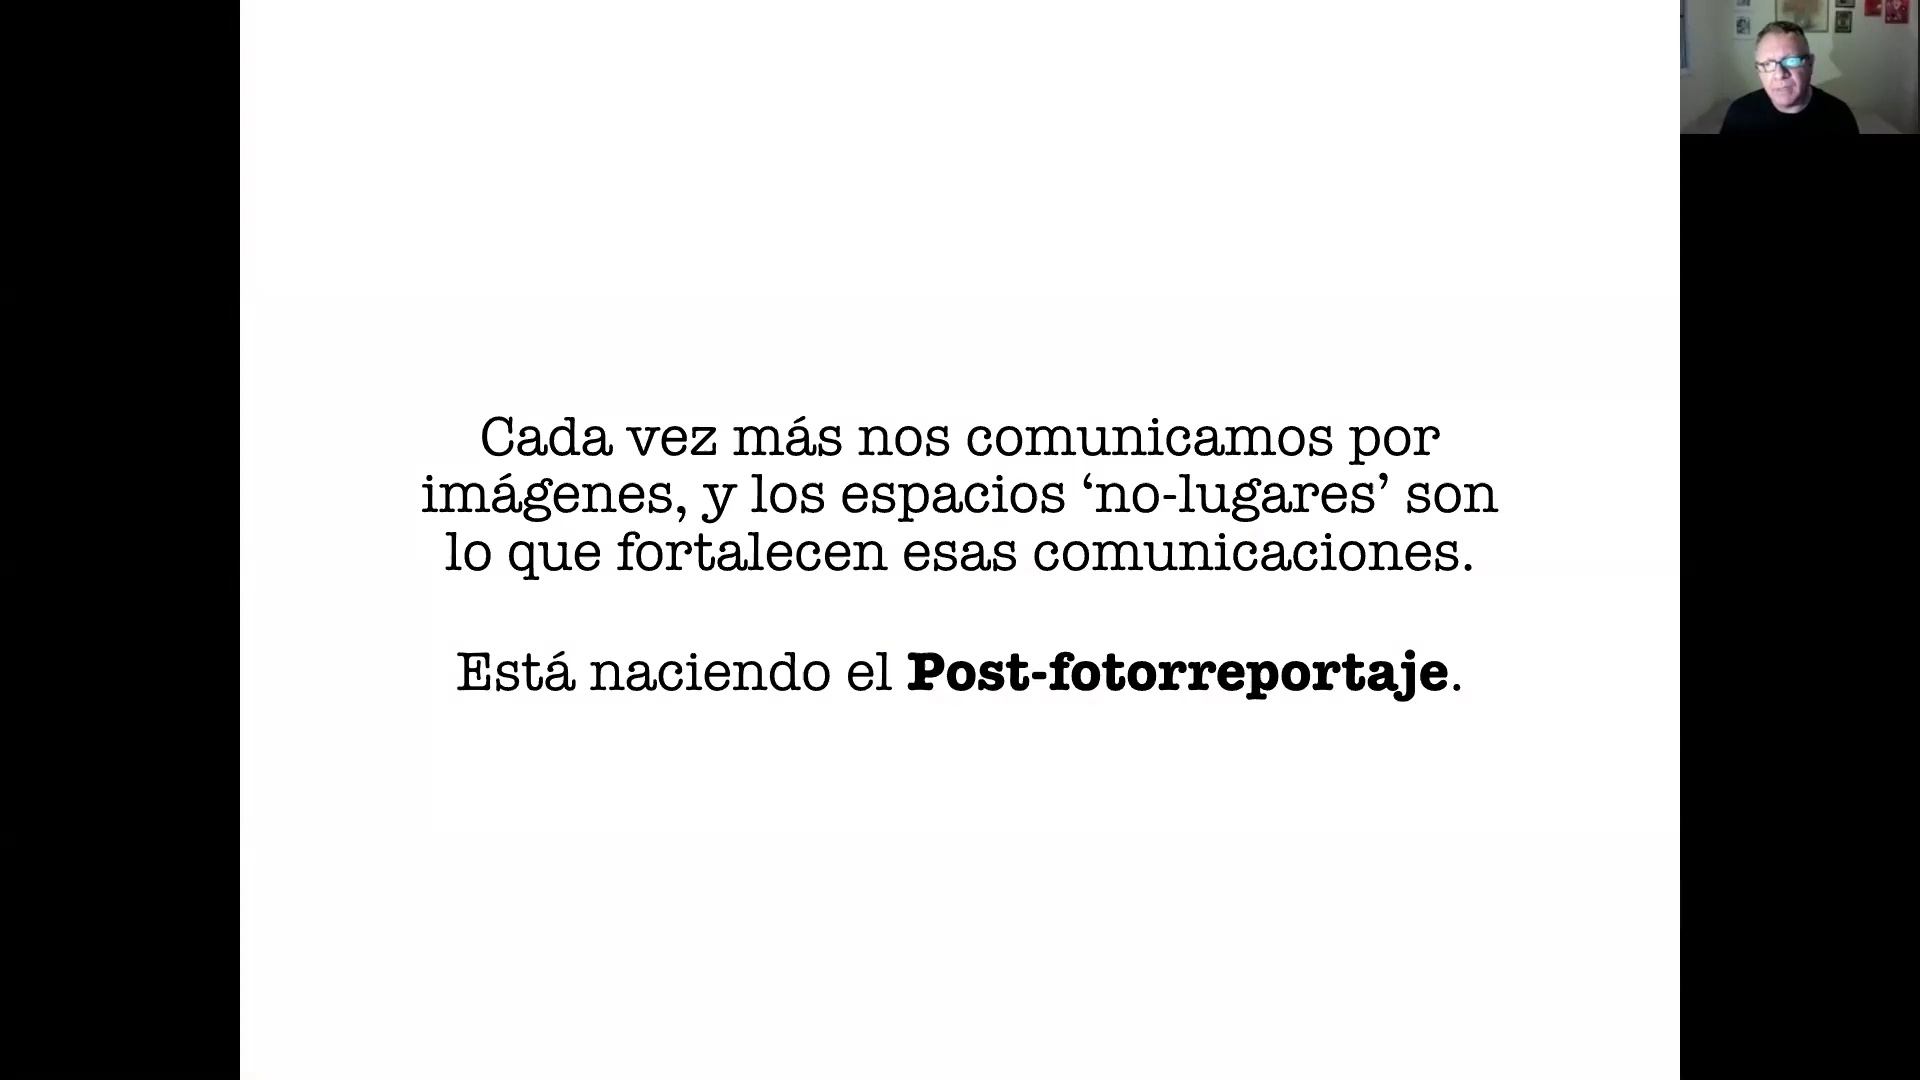 Cada vez más nos comunicamos por
imágenes, y los espacios ‘no-lugares’ son
lo que fortalecen esas comunicaciones.
Está naciendo el Post-fotorreportaje.